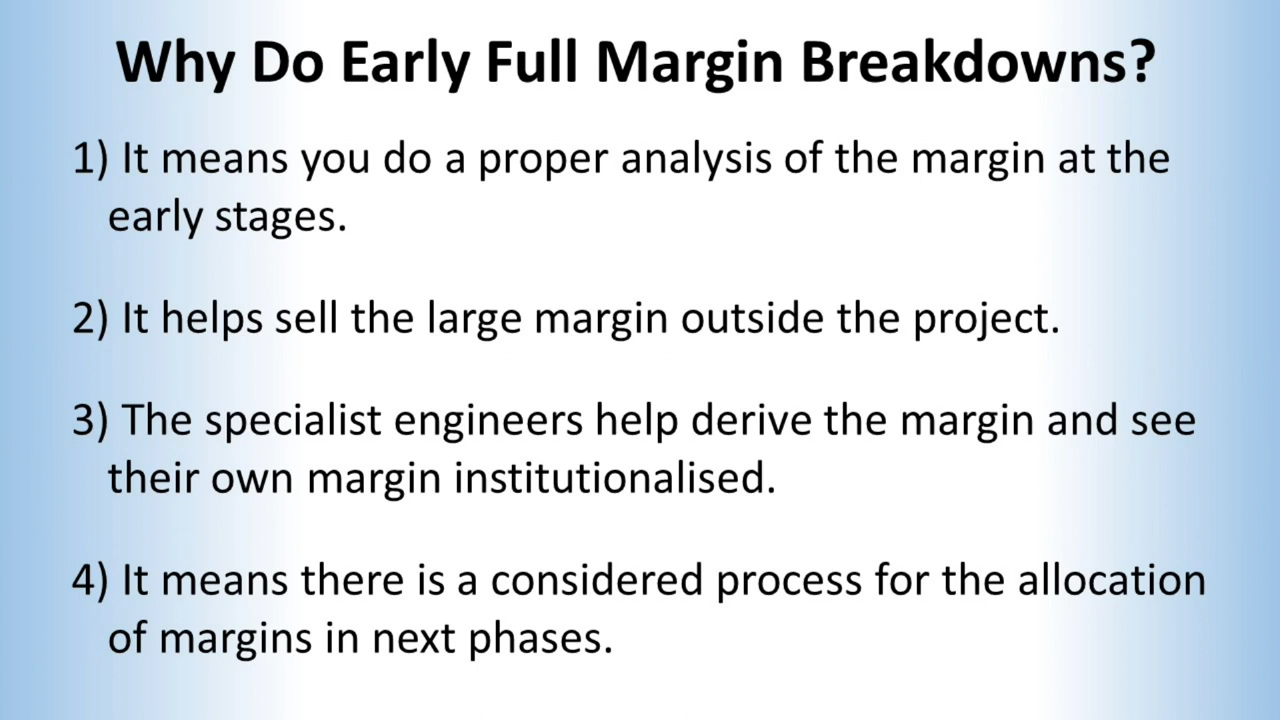 Why Do Early Full Margin Breakdowns?
1) It means you do a proper analysis of the margin at the
early stages.
2) It helps sell the large margin outside the project.
3) The specialist engineers help derive the margin and see
their own margin institutionalised.
4) It means there is a considered process for the allocation
of margins in next phases.